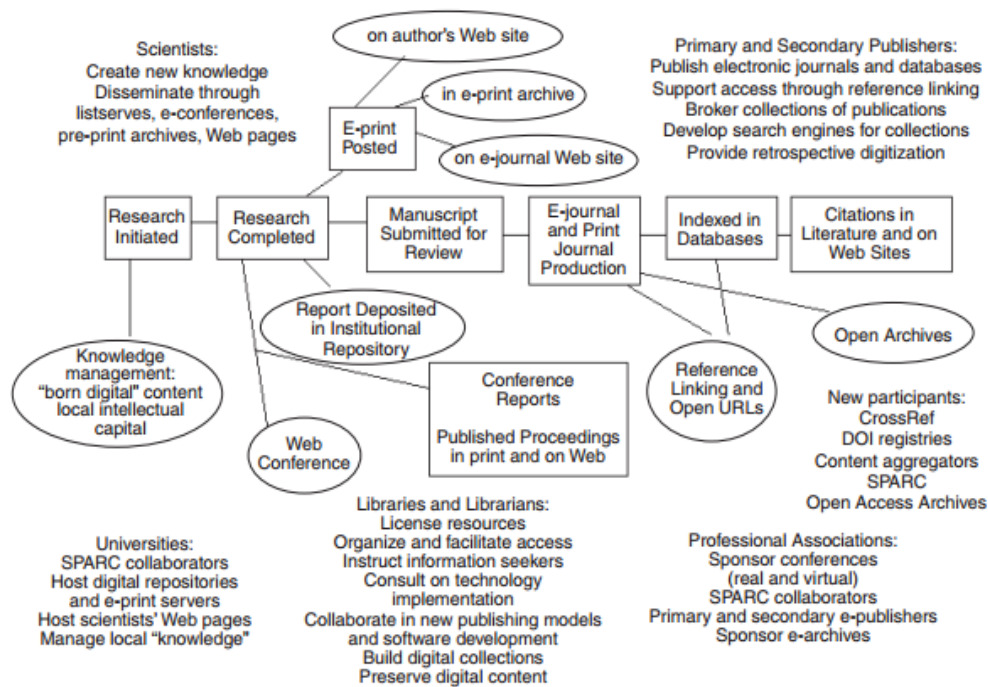 on author's Web site
Scientists:
Create new knowledge
Disseminate through
listserves, e-conferences,
pre-print archives, Web pages
Primary and Secondary Publishers:
Publish electronic journals and databases
Support access through reference linking
Broker collections of publications
Develop search engines for collections
Provide retrospective digitization
in e-print archive
E-print
Posted
on e-journal Web site
Research
Initiated
Research
Completed
Manuscript
Submitted for
Review
E-journal
and Print
Journal
Production
Indexed in
Databases
Citations in
Literature and on
Web Sites
Report Deposited
in Institutional
Repository
Open Archives
Knowledge
management:
"born digital" content
local intellectual
capital
Conference
Reports
Published Proceedings
in print and on Web
Reference
Linking and
Open URLs
Web
Conference
New participants:
CrossRef
DOI registries
Content aggregators
SPARC
Open Access Archives
Universities:
SPARC collaborators
Host digital repositories
and e-print servers
Host scientists' Web pages
Manage local "knowledge"
Libraries and Librarians:
License resources
Organize and facilitate access
Instruct information seekers
Consult on technology
implementation
Collaborate in new publishing models
and software development
Build digital collections
Preserve digital content
Professional Associations:
Sponsor conferences
(real and virtual)
SPARC collaborators
Primary and secondary e-publishers
Sponsor e-archives